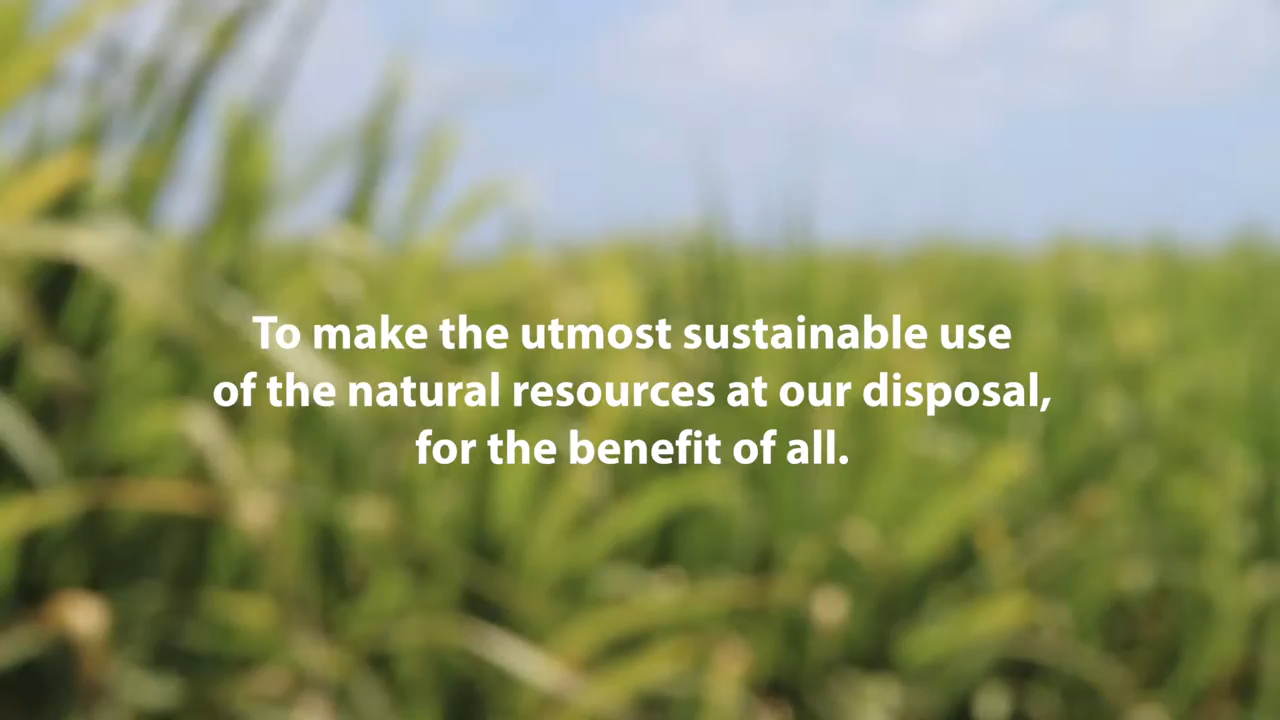 To make the utmost sustainable use
of the natural resources at our disposal,
for the benefit of all.